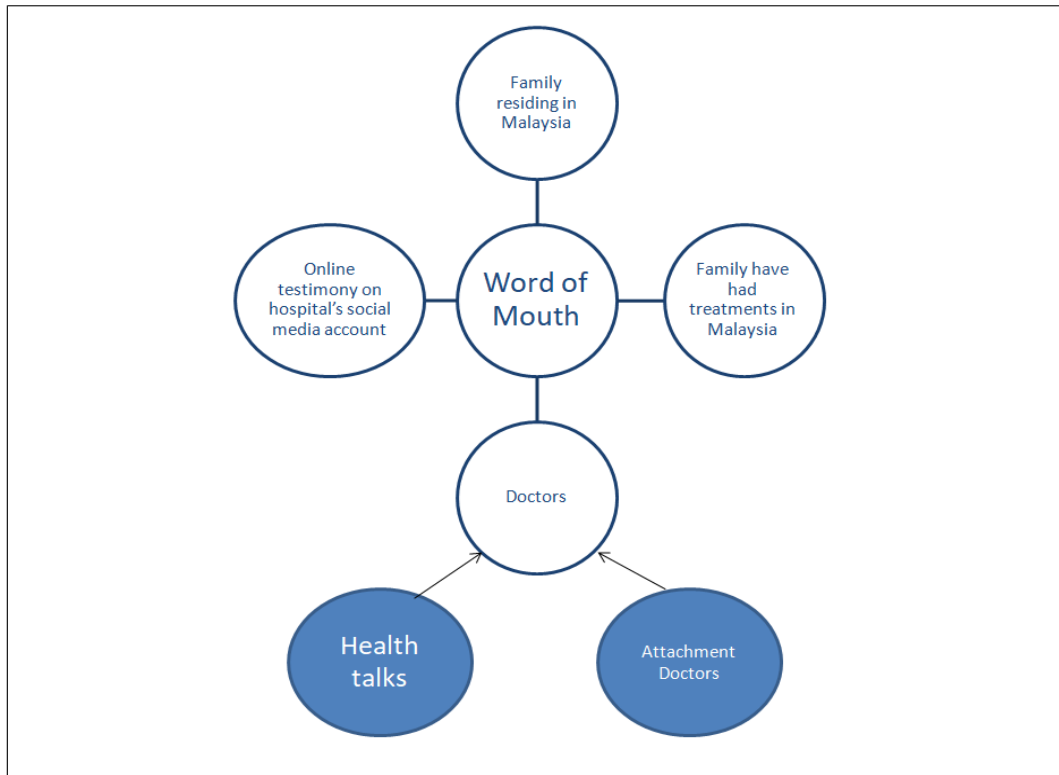 Family
residing in
Malaysia
Online
testimony on
hospital's social
media account
Word of
Mouth
Family have
had
treatments in
Malaysia
Doctors
Health
talks
Attachment
Doctors